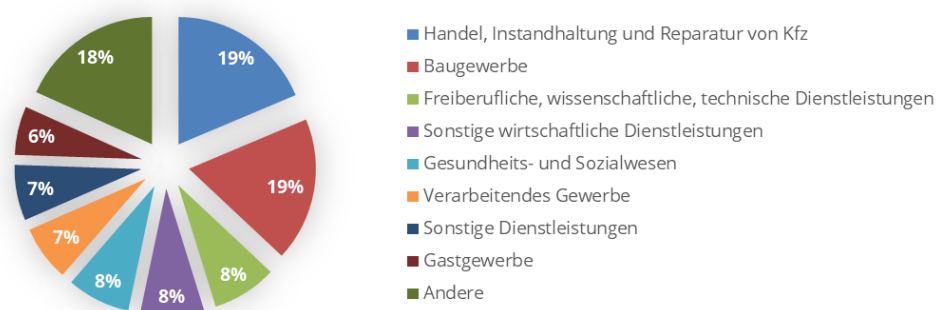 18%
19%
6%
7%
19%
7%
8%
8%
8%
Handel, Instandhaltung und Reparatur von Kfz
Baugewerbe
Freiberufliche, wissenschaftliche, technische Dienstleistungen
Sonstige wirtschaftliche Dienstleistungen
Gesundheits- und Sozialwesen
Verarbeitendes Gewerbe
Sonstige Dienstleistungen
Gastgewerbe
Andere